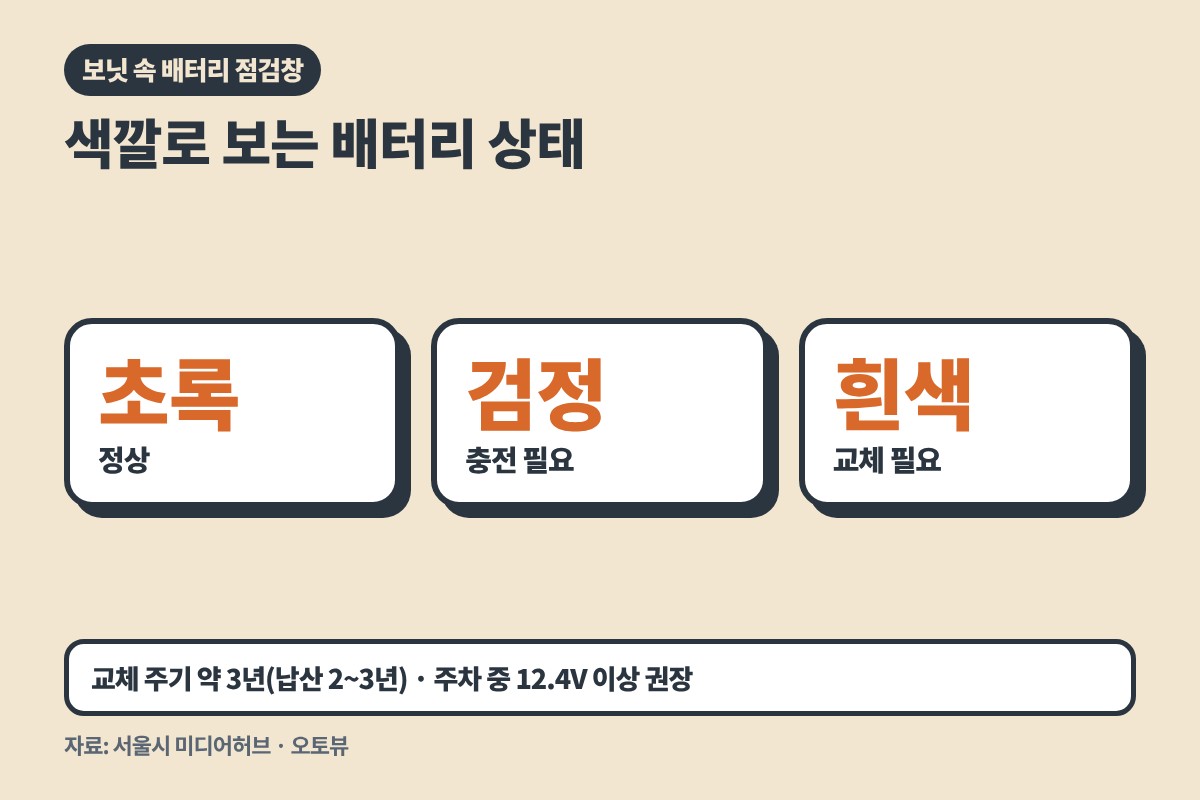 보닛 속 배터리 점검창
색깔로 보는 배터리 상태
초록
정상
검정
충전 필요
흰색
교체 필요
교체 주기 약 3년(납산 2~3년) · 주차 중 12.4V 이상 권장
자료: 서울시 미디어허브 · 오토뷰